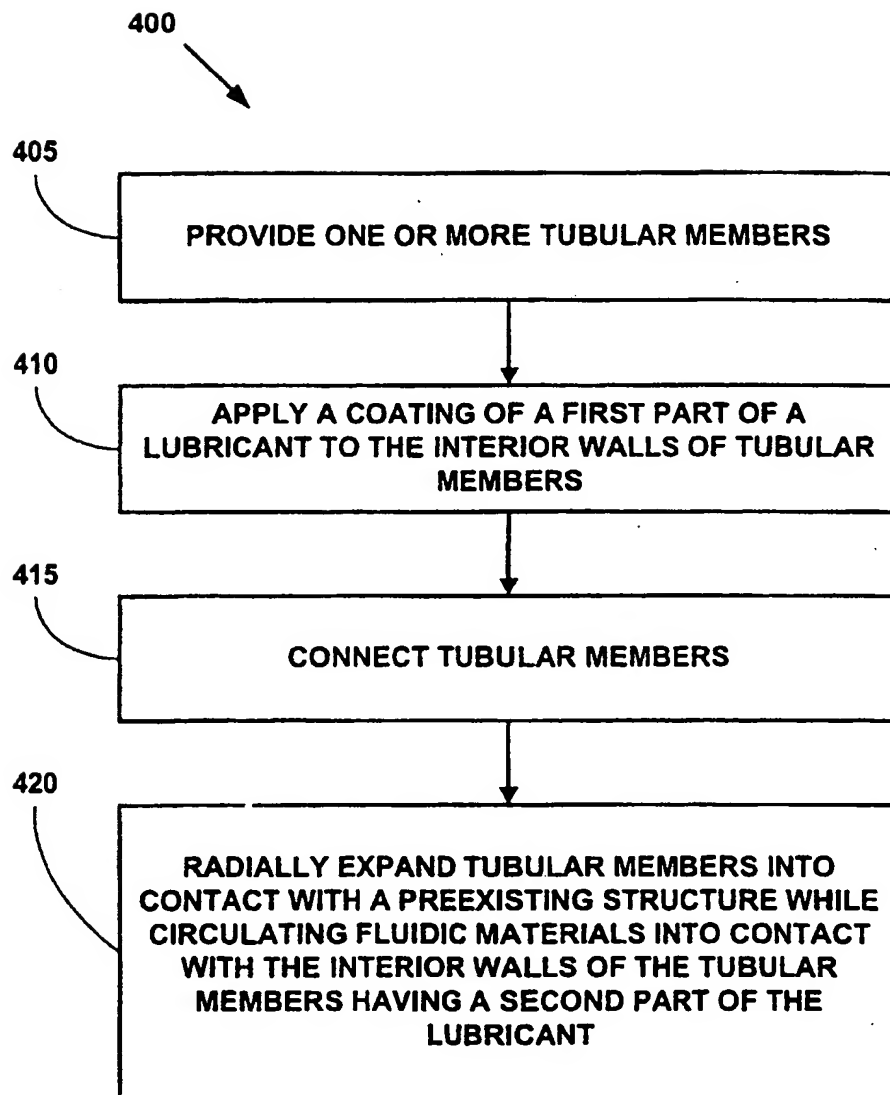 400
405
PROVIDE ONE OR MORE TUBULAR MEMBERS
410
APPLY A COATING OF A FIRST PART OF A
LUBRICANT TO THE INTERIOR WALLS OF TUBULAR
MEMBERS
415
CONNECT TUBULAR MEMBERS
420
RADIALLY EXPAND TUBULAR MEMBERS INTO
CONTACT WITH A PREEXISTING STRUCTURE WHILE
CIRCULATING FLUIDIC MATERIALS INTO CONTACT
WITH THE INTERIOR WALLS OF THE TUBULAR
MEMBERS HAVING A SECOND PART OF THE
LUBRICANT